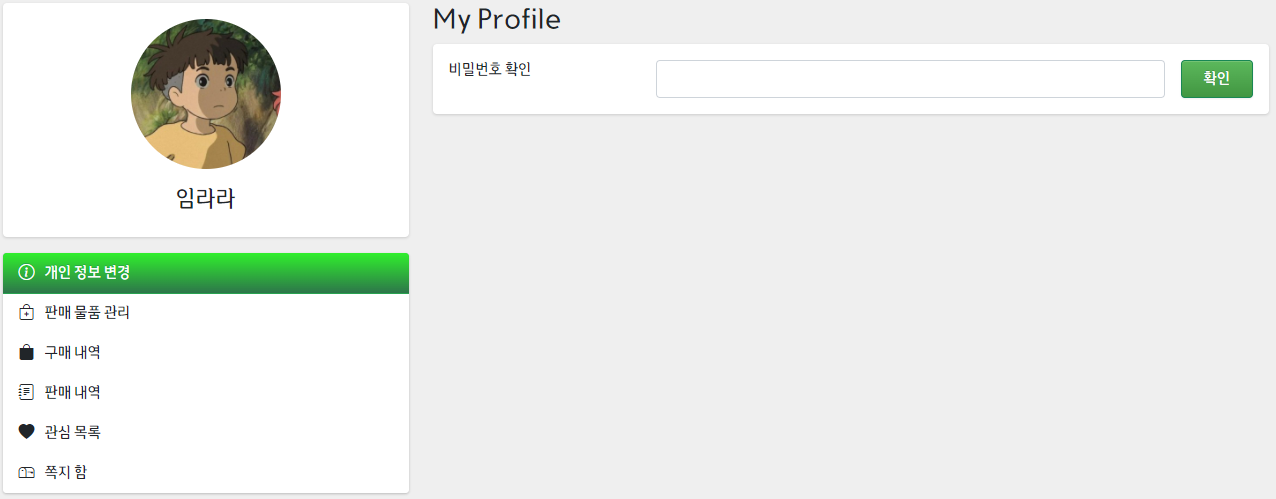 임라라
개인 정보 변경
판매 물품 관리
구매 내역
판매 내역
관심 목록
쪽지 함
My Profile
비밀번호 확인
확인